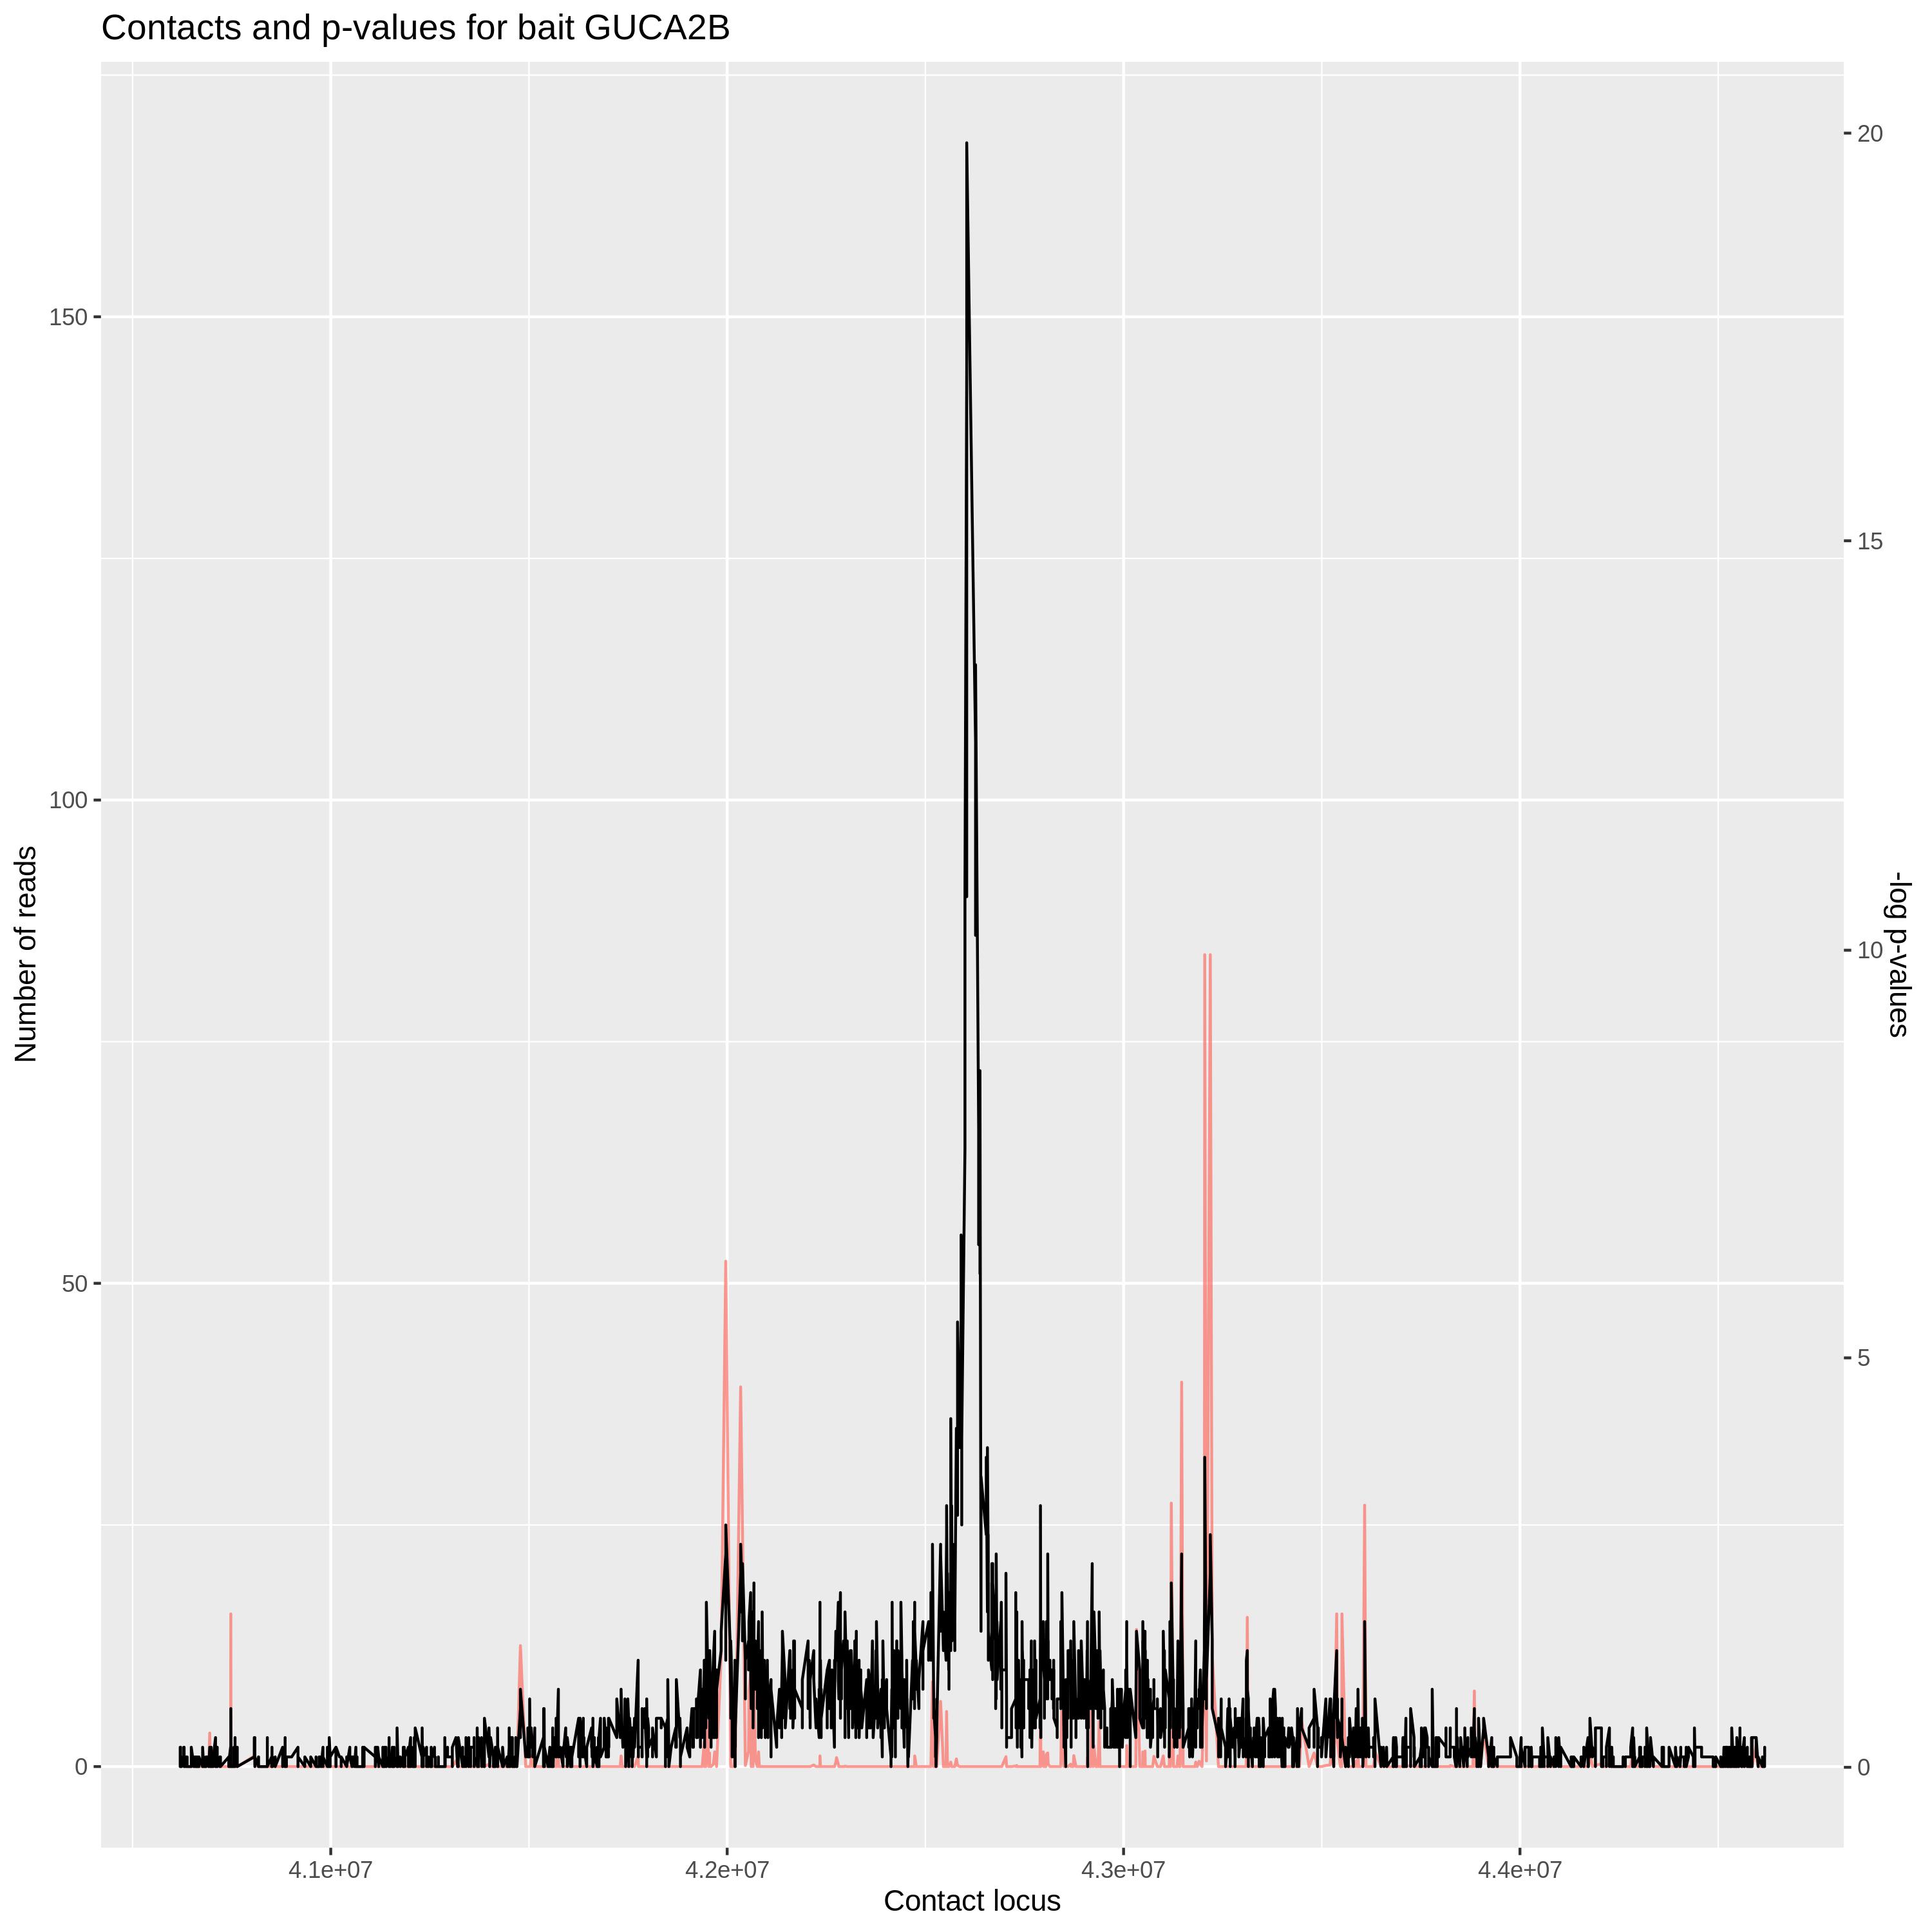 Contacts and p-values for bait GUCA2B
20
150
15
100
Number of reads
-log p-values
10
50
5
0
0
4.1e+07
4.2e+07
4.3e+07
4.4e+07
Contact locus